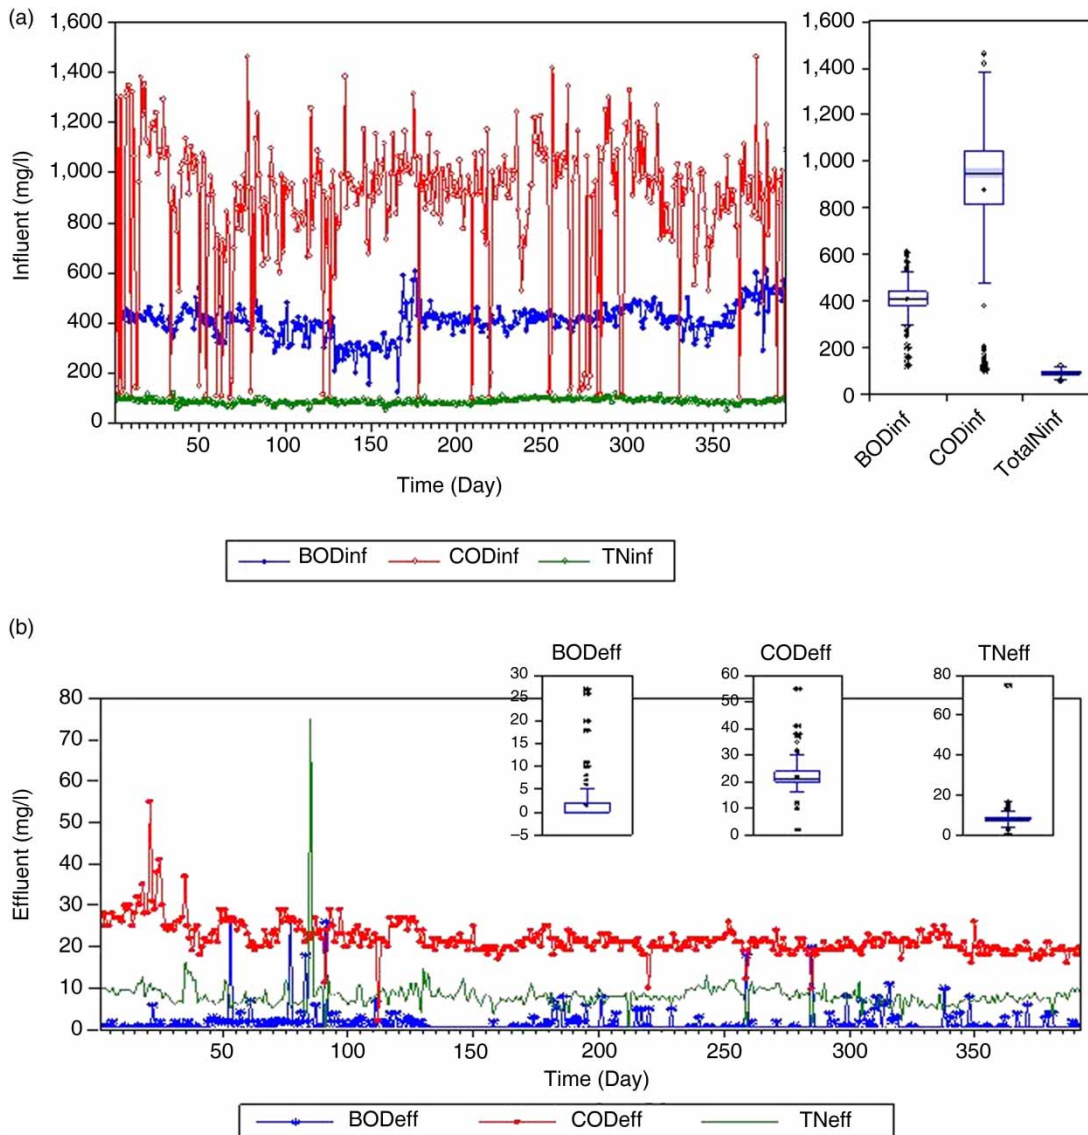 (a)
1,600
1,400
1,200
1,000
800
600
400
200
0
Influent (mg/l)
50 100 150 200 250 300 350
Time (Day)
1,600
1,400
1,200
1,000
800
600
400
200
0
BODinf
CODinf
TotalNinf
BODinf CODinf TNinf
(b)
80
70
60
50
40
30
20
10
0
Effluent (mg/l)
50 100 150 200 250 300 350
Time (Day)
BODeff
30
25
20
15
10
5
0
−5
CODeff
60
50
40
30
20
10
0
TNeff
80
60
40
20
0
BODeff CODeff TNeff